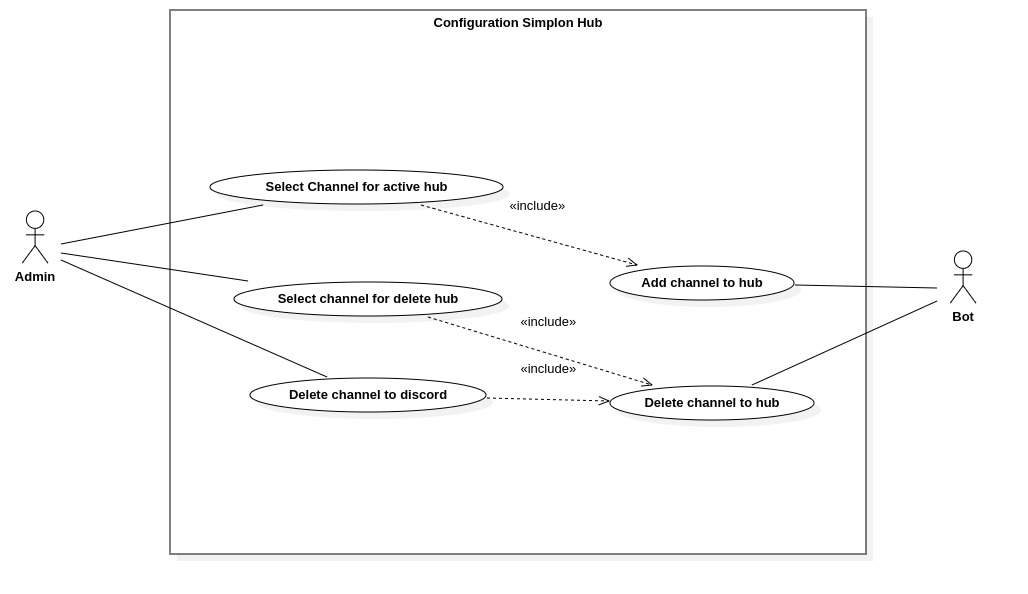 Configuration Simplon Hub
Select Channel for active hub
«include»
Admin
Add channel to hub
Select channel for delete hub
Bot
«include»
«include»
Delete channel to discord
Delete channel to hub